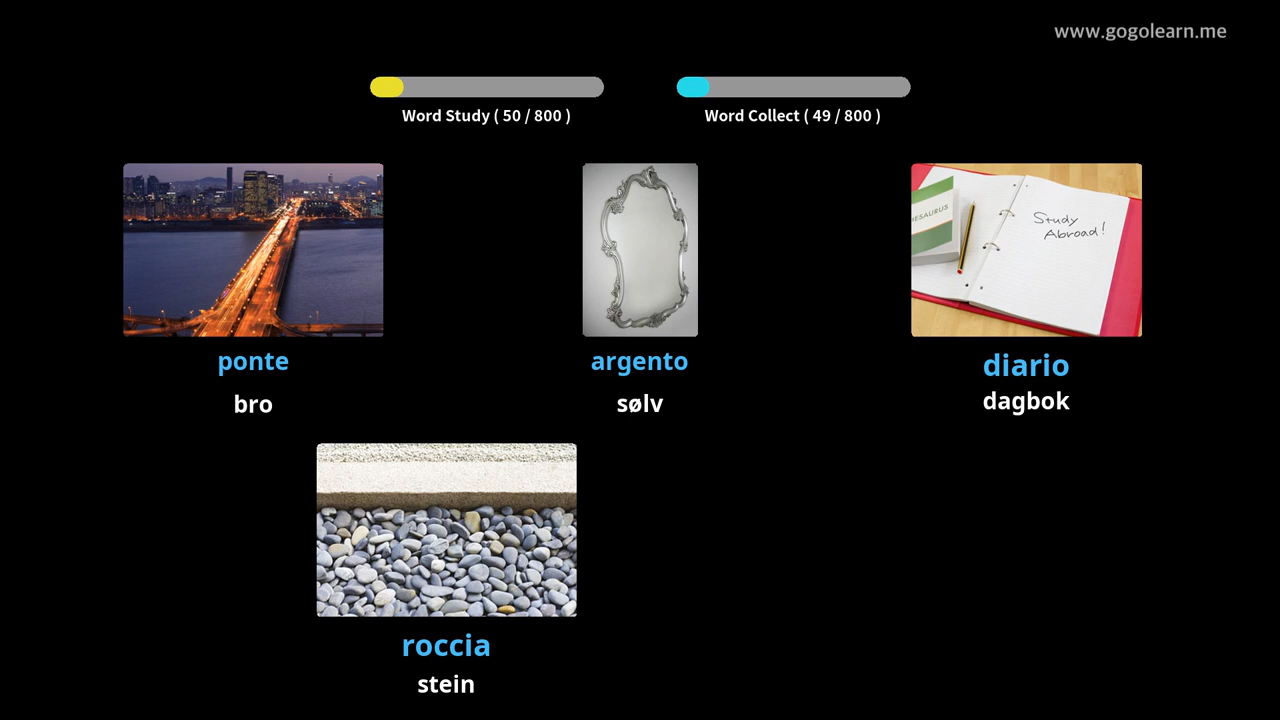 www.gogolearn.me
Word Study ( 50 / 800 )
Word Collect ( 49 / 800 )
ESAURUS
Study
Abroad!
ponte
argento
diario
bro
sølv
dagbok
roccia
stein